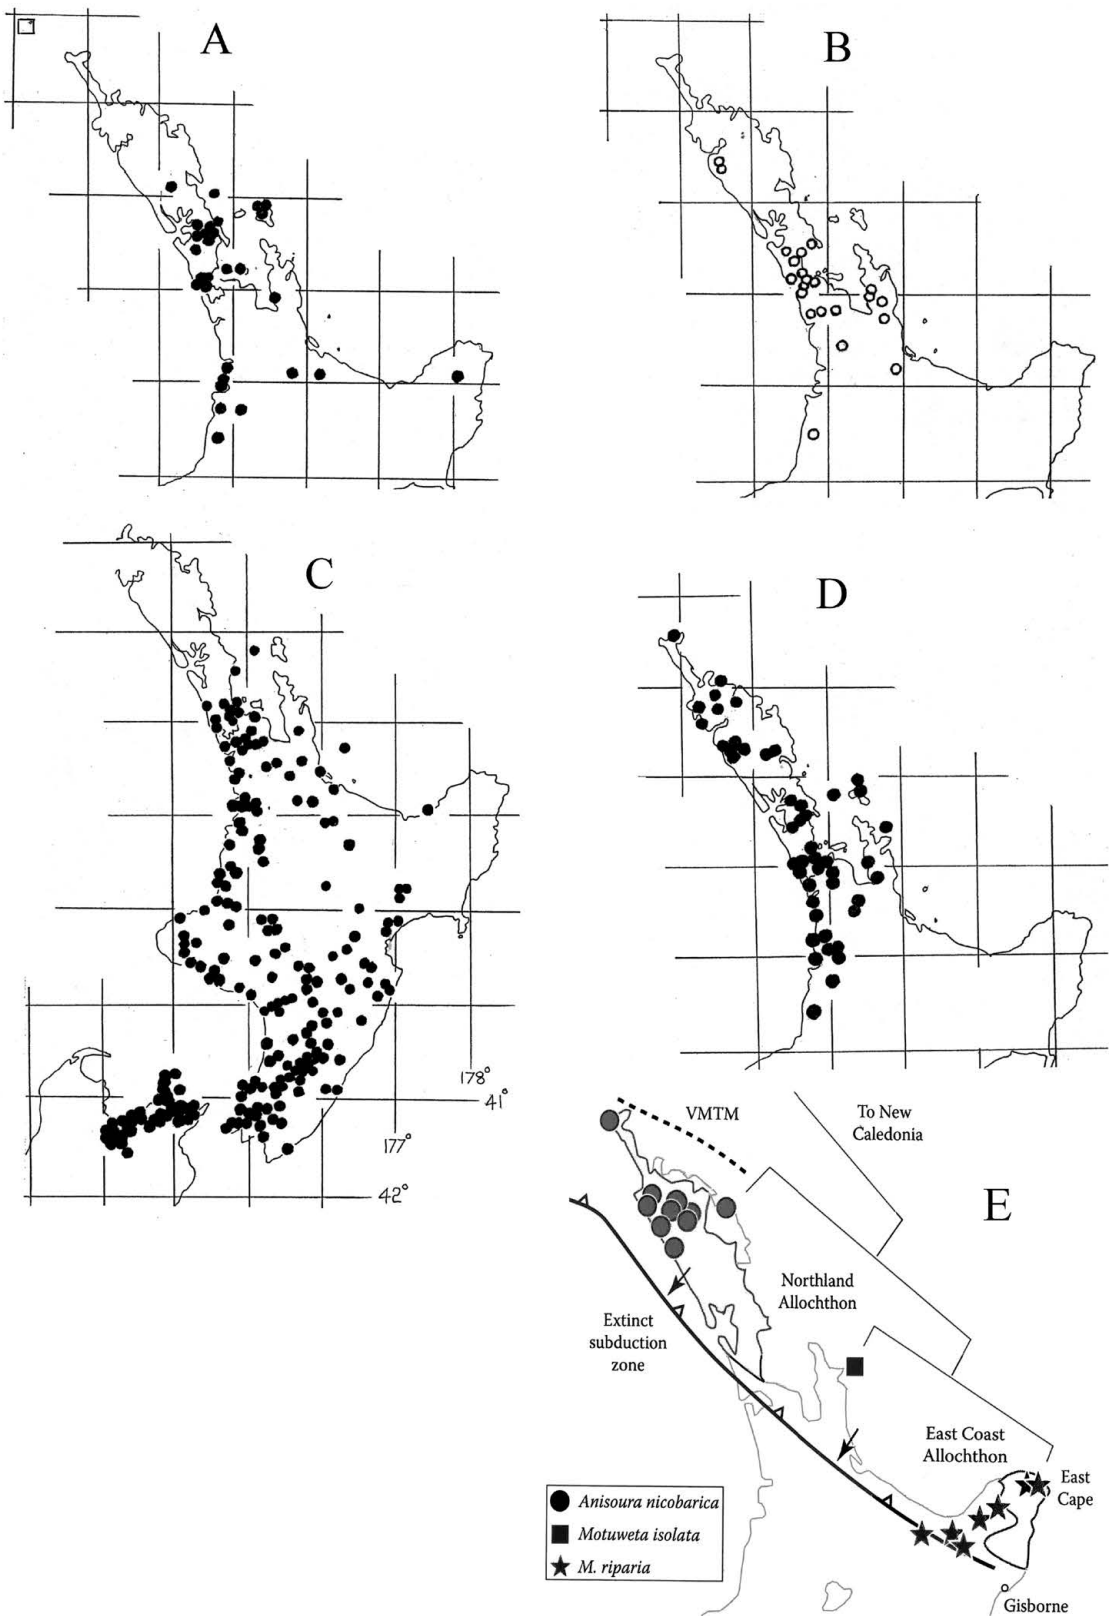 A
B
C
D
178°
41°
177°
42°
VMTM
To New
Caledonia
E
Northland
Allochthon
Extinct
subduction
zone
East Coast
Allochthon
East
Cape
Anisoura nicobarica
Motuweta isolata
M. riparia
Gisborne